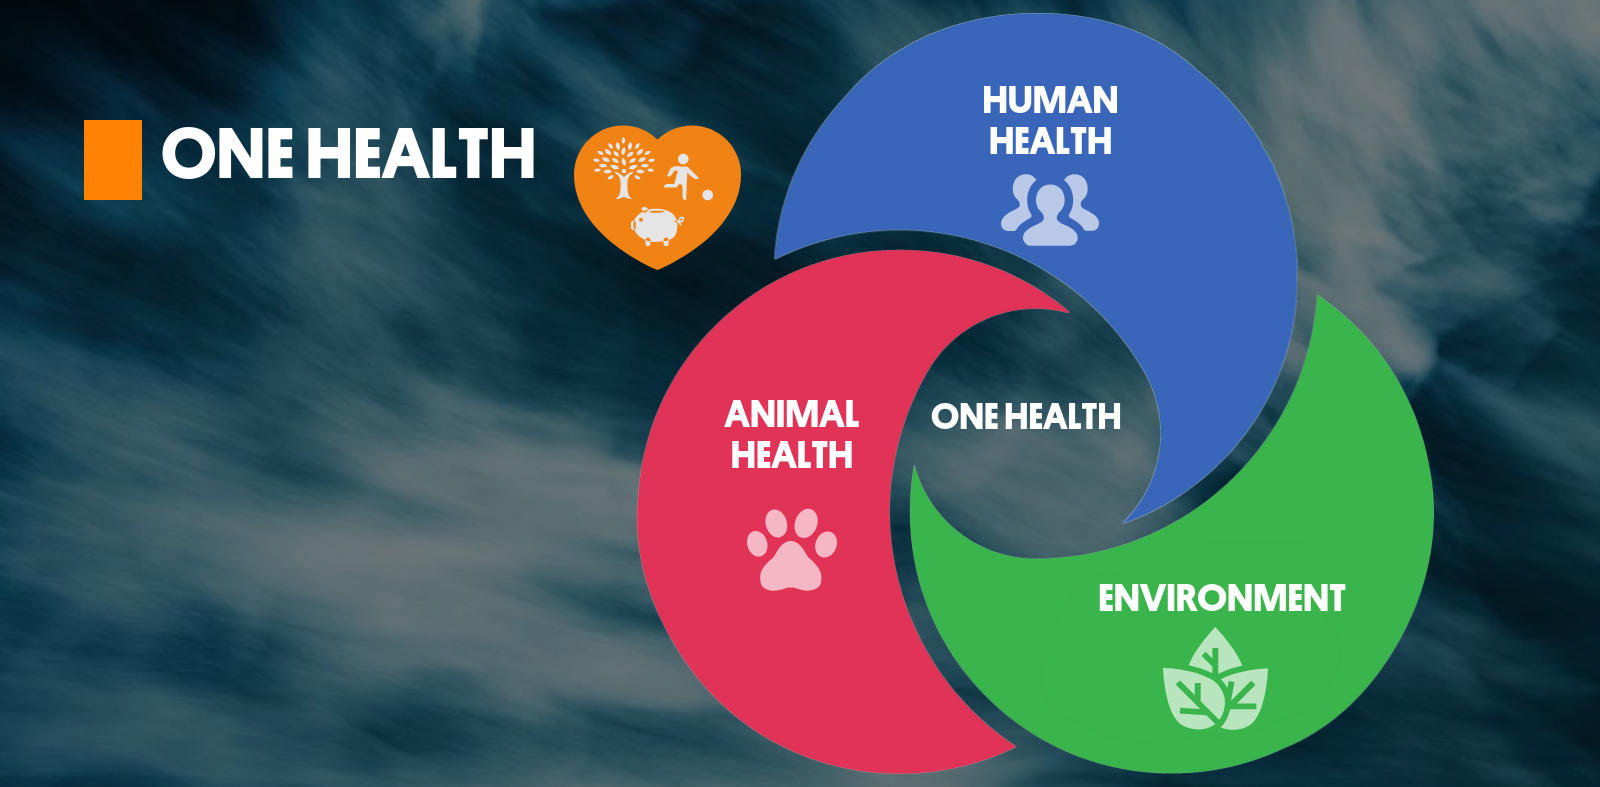 ONE HEALTH
HUMAN
HEALTH
ANIMAL
HEALTH
ONE HEALTH
ENVIRONMENT